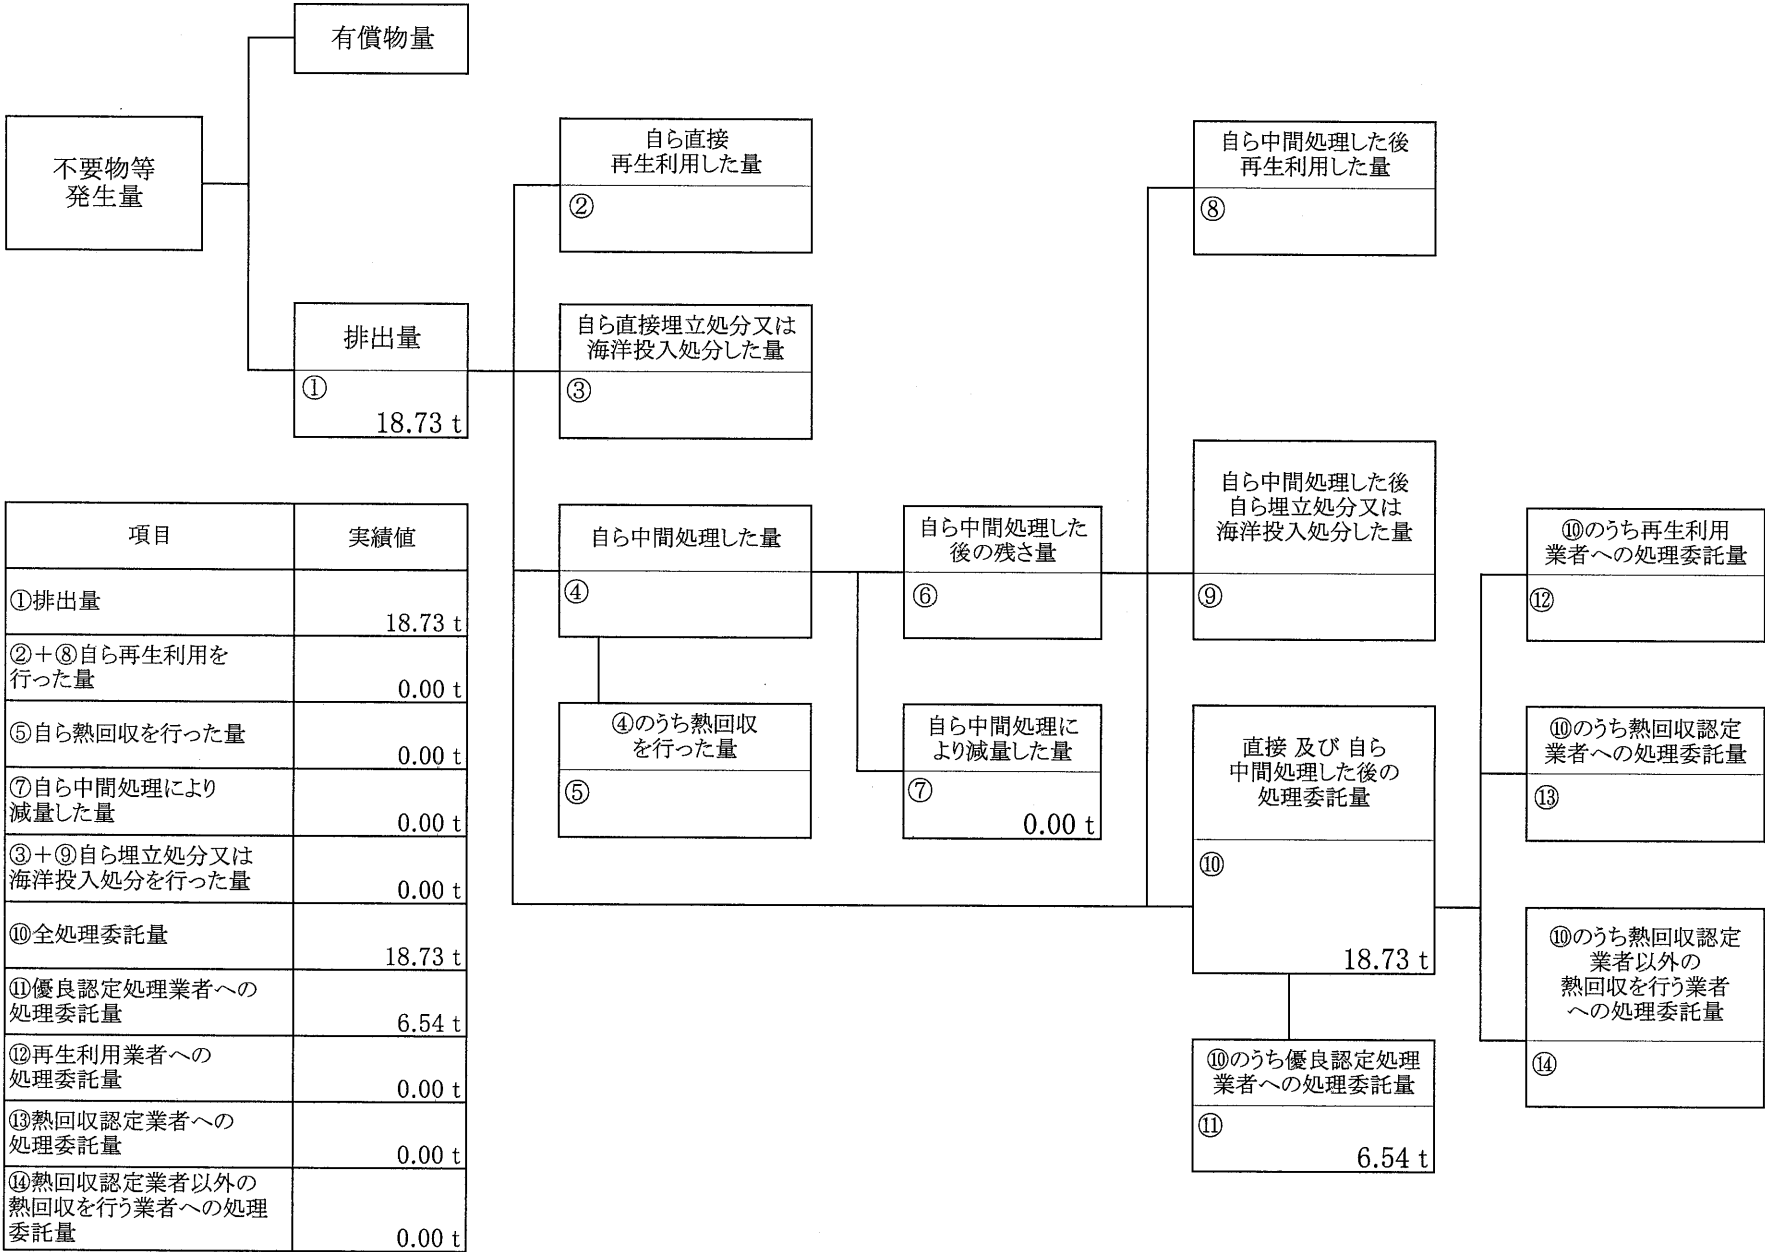 有償物量
不要物等
発生量
排出量
①
18.73 t
自ら直接
再生利用した量
②
自ら直接埋立処分又は
海洋投入処分した量
③
自ら中間処理した量
④
④のうち熱回収
を行った量
⑤
自ら中間処理した
後の残さ量
⑥
自ら中間処理に
より減量した量
⑦
0.00 t
自ら中間処理した後
再生利用した量
⑧
自ら中間処理した後
自ら埋立処分又は
海洋投入処分した量
⑨
直接 及び 自ら
中間処理した後の
処理委託量
⑩
18.73 t
⑩のうち優良認定処理
業者への処理委託量
⑪
6.54 t
⑩のうち再生利用
業者への処理委託量
⑫
⑩のうち熱回収認定
業者への処理委託量
⑬
⑩のうち熱回収認定
業者以外の
熱回収を行う業者
への処理委託量
⑭
項目 実績値
①排出量
18.73 t
②+⑧自ら再生利用を
行った量
0.00 t
⑤自ら熱回収を行った量
0.00 t
⑦自ら中間処理により
減量した量
0.00 t
③+⑨自ら埋立処分又は
海洋投入処分を行った量
0.00 t
⑩全処理委託量
18.73 t
⑪優良認定処理業者への
処理委託量
6.54 t
⑫再生利用業者への
処理委託量
0.00 t
⑬熱回収認定業者への
処理委託量
0.00 t
⑭熱回収認定業者以外の
熱回収を行う業者への処理
委託量
0.00 t